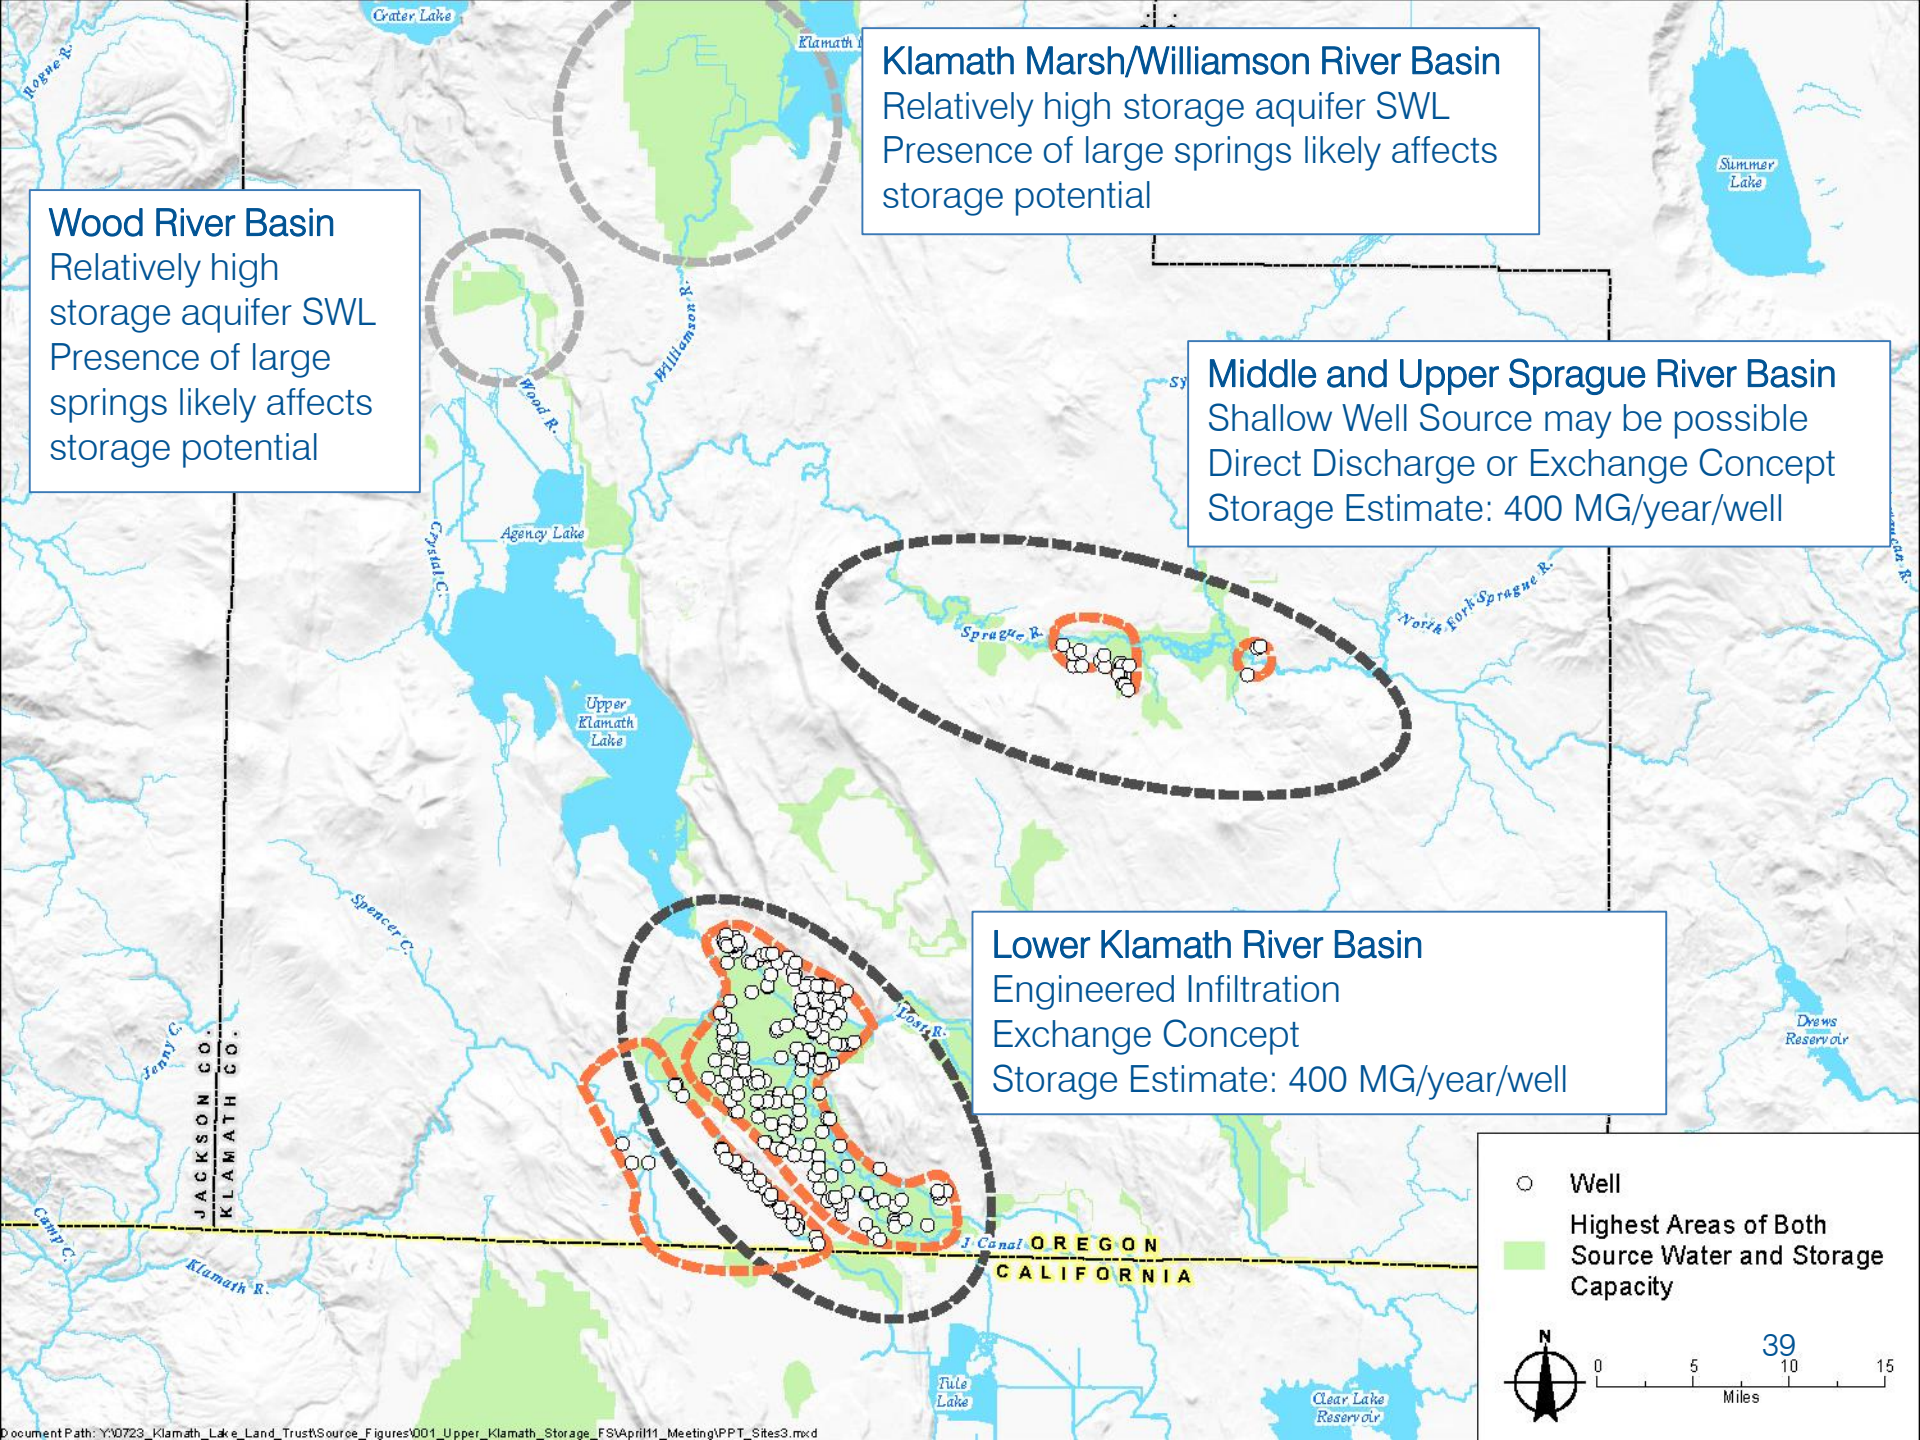 Crater Lake
Klamath
Rogue R.
Klamath Marsh/Williamson River Basin
Relatively high storage aquifer SWL
Presence of large springs likely affects
storage potential
Summer
Lake
Wood River Basin
Relatively high
storage aquifer SWL
Presence of large
springs likely affects
storage potential
Williamson R.
Wood R.
Middle and Upper Sprague River Basin
Shallow Well Source may be possible
Direct Discharge or Exchange Concept
Storage Estimate: 400 MG/year/well
Sy
Crystal C.
Agency Lake
North Fork Sprague R.
Sprague R.
Upper
Klamath
Lake
Spencer C.
Lower Klamath River Basin
Engineered Infiltration
Exchange Concept
Storage Estimate: 400 MG/year/well
Lost R.
Drews
Reservoir
Jenny C.
JACKSON CO.
KLAMATH CO.
Camp C.
Klamath R.
J Canal
OREGON
CALIFORNIA
Well
Highest Areas of Both
Source Water and Storage
Capacity
N
39
0 5 10 15
Miles
Tule
Lake
Clear Lake
Reservoir
Document Path: Y:\0723_Klamath_Lake_Land_Trust\Source_Figures\001_Upper_Klamath_Storage_FS\April11_Meeting\PPT_Sites3.mxd